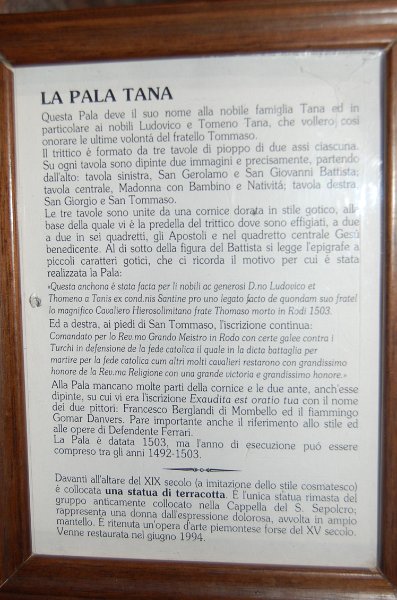 LA PALA TANA
Questa Pala deve il suo nome alla nobile famiglia Tana ed in
particolare ai nobili Ludovico e Tomeno Tana, che vollero così
onorare le ultime volontà del fratello Tommaso.
Il trittico è formato da tre tavole di pioppo di due assi ciascuna.
Su ogni tavola sono dipinte due immagini e precisamente, partendo
dall'alto: tavola sinistra, San Gerolamo e San Giovanni Battista;
tavola centrale, Madonna con Bambino e Natività; tavola destra,
San Giorgio e San Tommaso.
Le tre tavole sono unite da una cornice dorata in stile gotico, alla
base della quale vi è la predella del trittico dove sono effigiati, a due
a due in sei quadretti, gli Apostoli e nel quadretto centrale Gesù
benedicente. Al di sotto della figura del Battista si legge l'epigrafe a
piccoli caratteri gotici, che ci ricorda il motivo per cui è stata
realizzata la Pala:
«Questa anchona è stata facta per li nobili ac generosi D.no Ludovico et
Thomeno a Tanis ex cond.nis Santine pro uno legato facto de quondam suo fratel
lo magnifico Cavaliero Hierosolimitano frate Thomaso morto in Rodi 1503.
Ed a destra, ai piedi di San Tommaso, l'iscrizione continua:
Comandato per lo Rev.mo Grando Meistro in Rodo con certe galee contra i
Turchi in defensione de la fede catolica il quale in la dicta battaglia per
martire per la fede catolica cum altri molti cavalieri restarono con grandissimo
honore de la Rev.ma Religione con una grande victoria e grandissimo honore.»
Alla Pala mancano molte parti della cornice e le due ante, anch'esse
dipinte, su cui vi era l'iscrizione Exaudita est oratio tua con il nome
dei due pittori: Francesco Berglandi di Mombello ed il fiammingo
Gomar Danvers. Pare importante anche il riferimento allo stile ed
alle opere di Defendente Ferrari.
La Pala è datata 1503, ma l'anno di esecuzione può essere
compreso tra gli anni 1492-1503.
Davanti all'altare del XIX secolo (a imitazione dello stile cosmatesco)
è collocata una statua di terracotta. È l'unica statua rimasta del
gruppo anticamente collocato nella Cappella del S. Sepolcro;
rappresenta una donna dall'espressione dolorosa, avvolta in ampio
mantello. È ritenuta un'opera d'arte piemontese forse del XV secolo.
Venne restaurata nel giugno 1994.